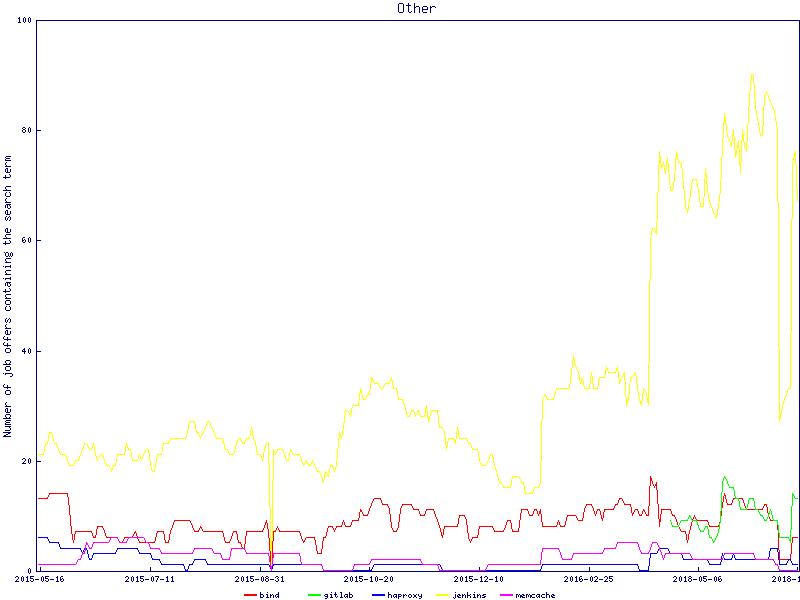 Other
Number of job offers containing the search term
100
80
60
40
20
0
2015-05-16 2015-07-11 2015-08-31 2015-10-20 2015-12-10 2016-02-25 2018-05-06 2018-1
bind gitlab haproxy jenkins memcache